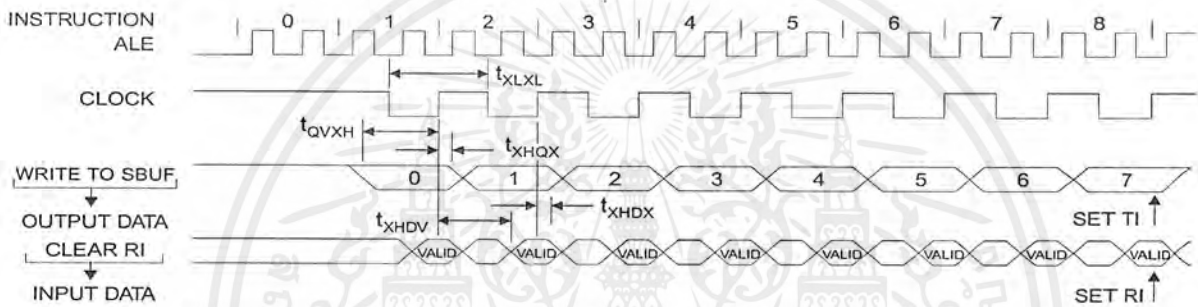 INSTRUCTION
0 1 2 3 4 5 6 7 8
ALE
tXLXL
CLOCK
tQVXH
tXHQX
WRITE TO SBUF
0 1 2 3 4 5 6 7
OUTPUT DATA
tXHDV
tXHDX
SET TI
CLEAR RI
VALID VALID VALID VALID VALID VALID VALID VALID
INPUT DATA
SET RI